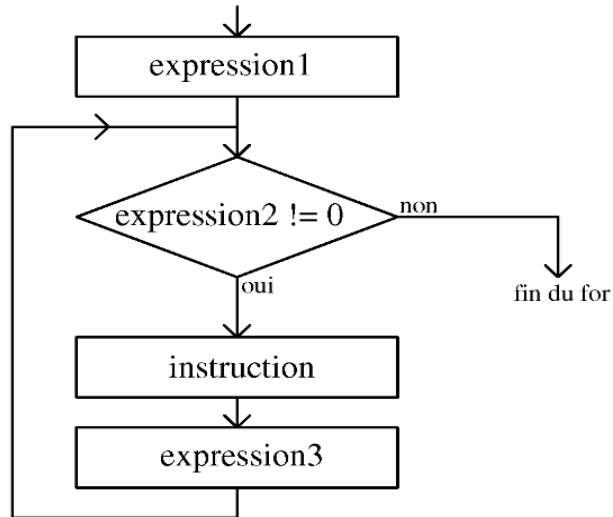 expression1
expression2 != 0
non
oui
fin du for
instruction
expression3